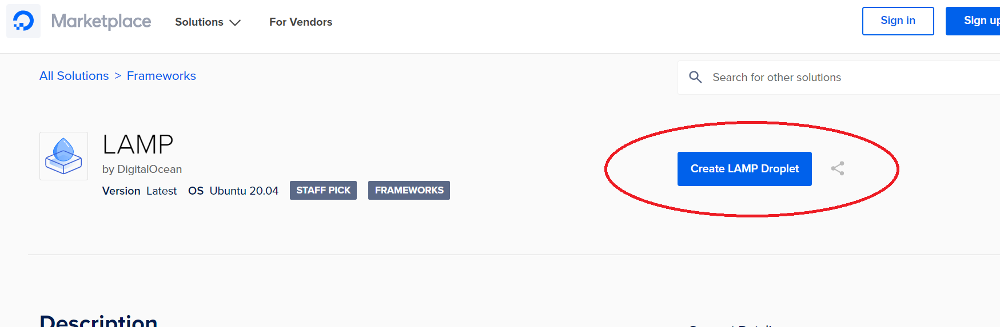 Marketplace Solutions For Vendors Sign in Sign up
All Solutions > Frameworks
Search for other solutions
LAMP
by DigitalOcean
Version Latest OS Ubuntu 20.04 STAFF PICK FRAMEWORKS
Create LAMP Droplet
Description